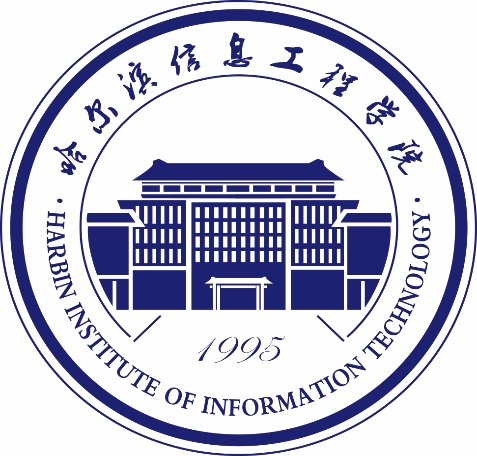 哈尔滨信息工程学院
· HARBIN INSTITUTE OF INFORMATION TECHNOLOGY ·
1995